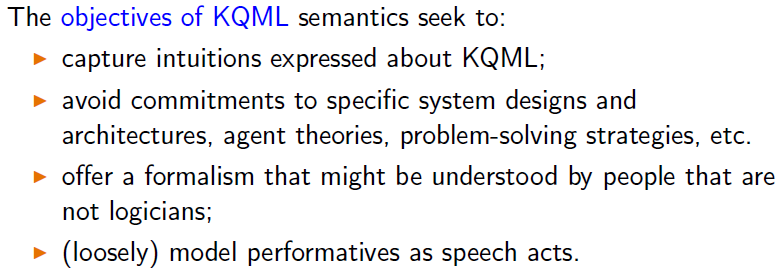 The objectives of KQML semantics seek to:
▶ capture intuitions expressed about KQML;
▶ avoid commitments to specific system designs and
architectures, agent theories, problem-solving strategies, etc.
▶ offer a formalism that might be understood by people that are
not logicians;
▶ (loosely) model performatives as speech acts.